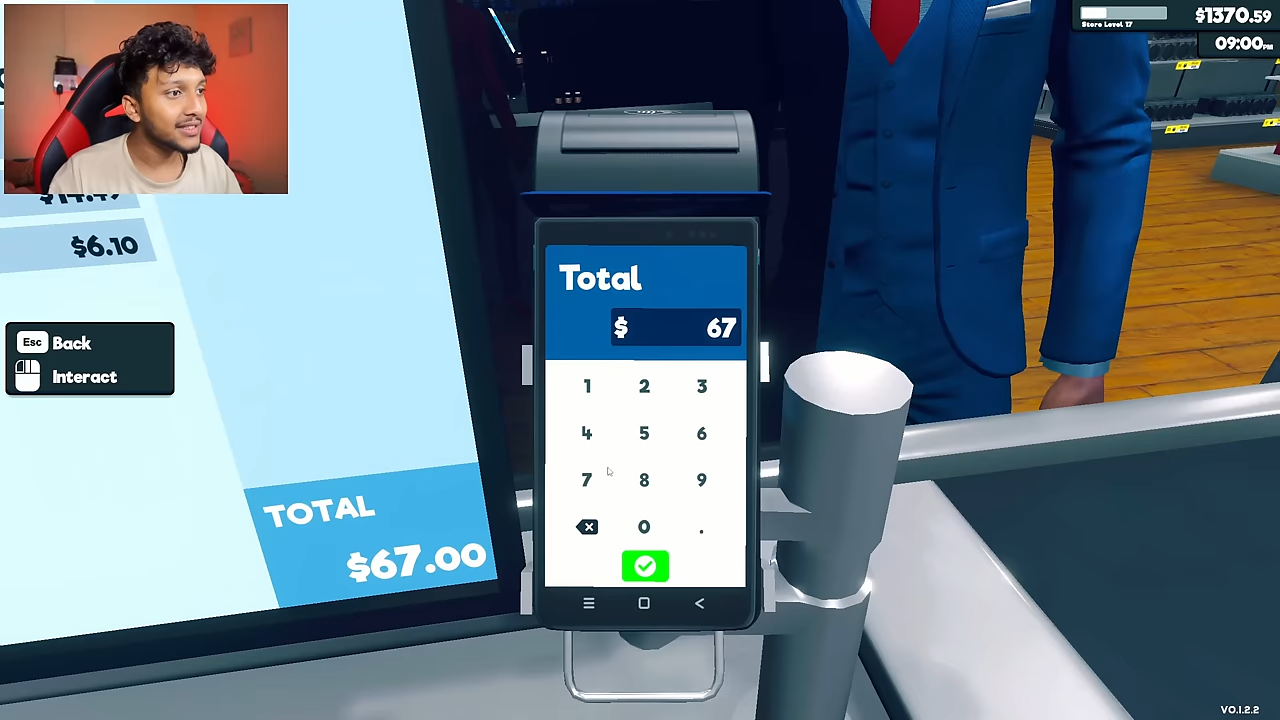 $1370.59
Store Level 17
09:00PM
$6.10
Esc Back
Interact
TOTAL
$67.00
Total
$ 67
1 2 3
4 5 6
7 8 9
0 .
V0.1.2.2